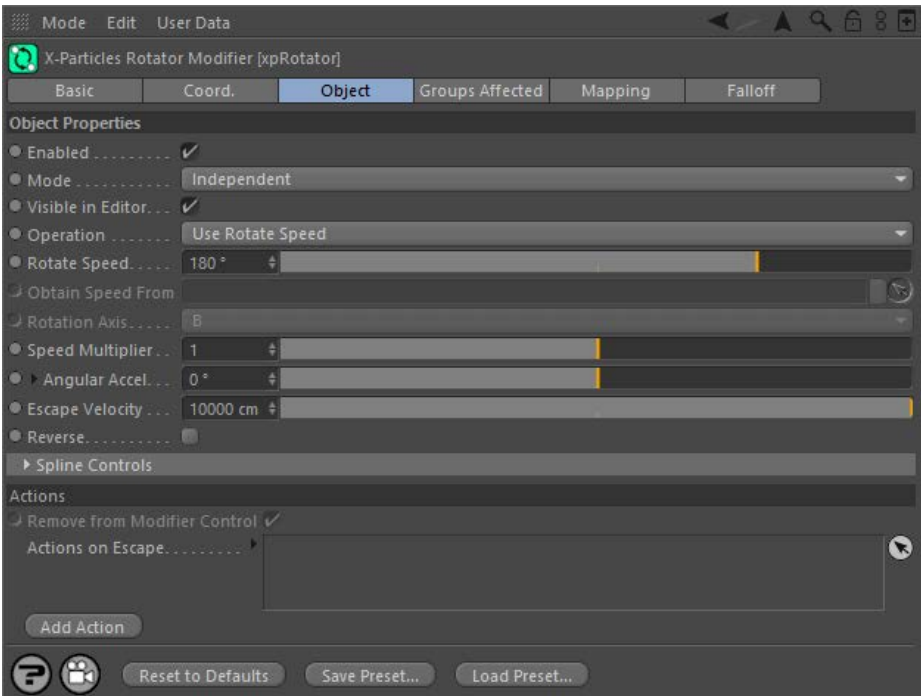 Mode Edit User Data
X-Particles Rotator Modifier [xpRotator]
Basic Coord. Object Groups Affected Mapping Falloff
Object Properties
Enabled . . . . . . . . .
Mode . . . . . . . . . . . Independent
Visible in Editor. . .
Operation . . . . . . . Use Rotate Speed
Rotate Speed. . . . . 180 °
Obtain Speed From
Rotation Axis. . . . . B
Speed Multiplier. . 1
Angular Accel. . . 0 °
Escape Velocity . . . 10000 cm
Reverse. . . . . . . . . .
Spline Controls
Actions
Remove from Modifier Control
Actions on Escape. . . . . . . . .
Add Action
Reset to Defaults Save Preset... Load Preset...